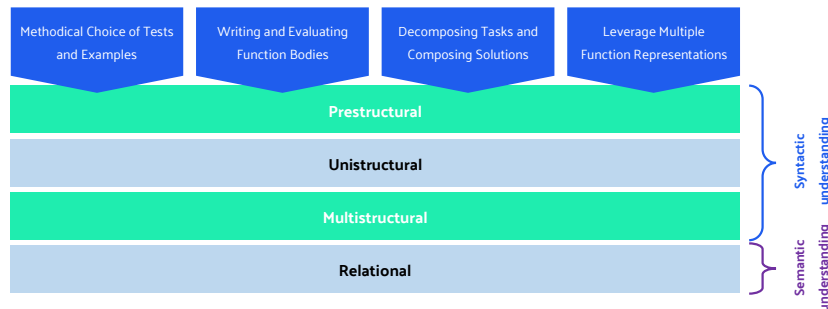 Methodical Choice of Tests
and Examples
Writing and Evaluating
Function Bodies
Decomposing Tasks and
Composing Solutions
Leverage Multiple
Function Representations
Prestructural
Unistructural
Multistructural
Relational
Syntactic
understanding
Semantic
understanding